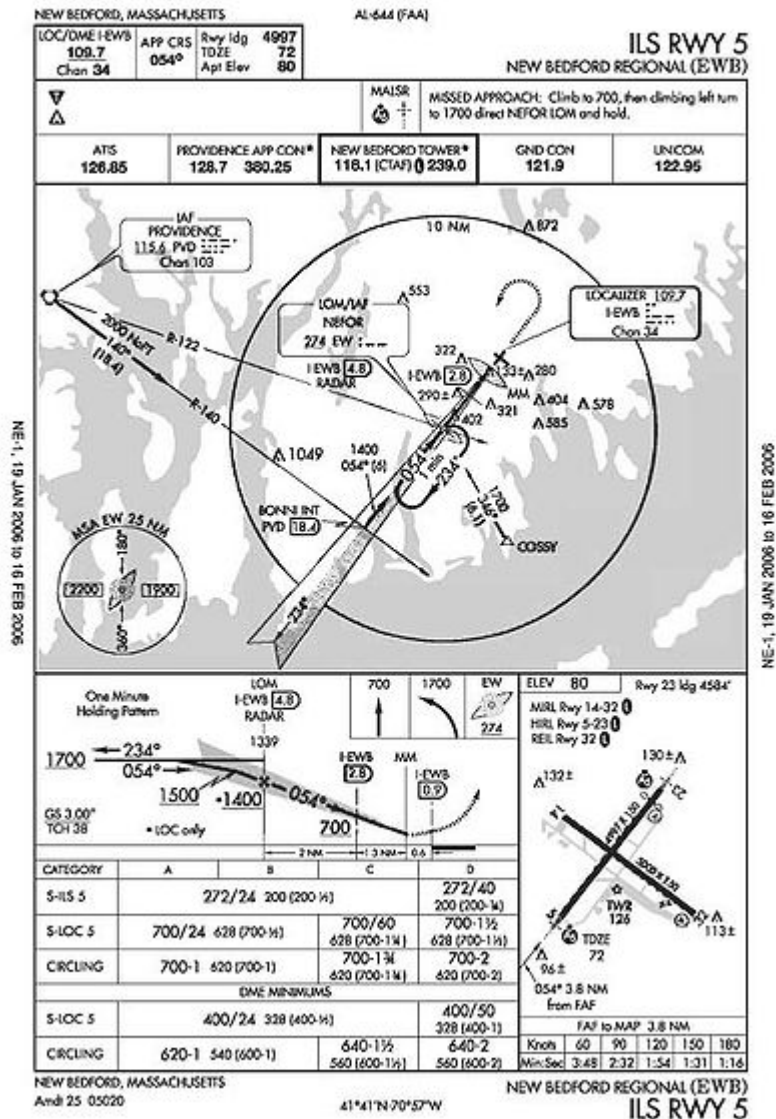 NEW BEDFORD, MASSACHUSETTS
AL-644 (FAA)
LOC/DME I-EWB
109.7
Chan 34
APP CRS
054°
Rwy ldg 4997
TDZE 72
Apt Elev 80
ILS RWY 5
NEW BEDFORD REGIONAL (EWB)
MALSR
MISSED APPROACH: Climb to 700, then climbing left turn
to 1700 direct NEFOR LOM and hold.
ATIS
126.85
PROVIDENCE APP CON*
128.7 380.25
NEW BEDFORD TOWER*
118.1 (CTAF) 239.0
GND CON
121.9
UNICOM
122.95
IAF
PROVIDENCE
115.6 PVD
Chan 103
10 NM
872
553
LOM/IAF
NEFOR
274 EW
LOCALIZER 109.7
I-EWB
Chan 34
2000 NoPT
140°
(18.4)
R-122
R-140
I-EWB 4.8
RADAR
322
I-EWB 2.8
133±
280
290±
MM
321
404
578
585
402
1049
1400
054° (6)
054°
1 min
234°
1700
346°
(6.1)
COSSY
BONNI INT
PVD 18.4
234°
MSA EW 25 NM
180°
2200
1900
360°
NE-1, 19 JAN 2006 to 16 FEB 2006
NE-1, 19 JAN 2006 to 16 FEB 2006
One Minute
Holding Pattern
LOM
I-EWB 4.8
RADAR
1339
700
1700
EW
274
1700
234°
054°
1500
*1400
054°
I-EWB
2.8
MM
I-EWB
0.9
700
GS 3.00°
TCH 38
* LOC only
2 NM
1.3 NM
0.6
ELEV 80
Rwy 23 ldg 4584'
MIRL Rwy 14-32
HIRL Rwy 5-23
REIL Rwy 32
130±
132±
23
14
4997 X 150
5000 X 150
TWR
126
5
32
113±
TDZE
72
96±
054° 3.8 NM
from FAF
CATEGORY A B C D
S-ILS 5
272/24 200 (200-½)
272/40
200 (200-¾)
S-LOC 5
700/24 628 (700-½)
700/60
628 (700-1¼)
700-1½
628 (700-1½)
CIRCLING
700-1 620 (700-1)
700-1¾
620 (700-1¾)
700-2
620 (700-2)
DME MINIMUMS
S-LOC 5
400/24 328 (400-½)
400/50
328 (400-1)
CIRCLING
620-1 540 (600-1)
640-1½
560 (600-1½)
640-2
560 (600-2)
FAF to MAP 3.8 NM
Knots 60 90 120 150 180
Min:Sec 3:48 2:32 1:54 1:31 1:16
NEW BEDFORD, MASSACHUSETTS
Amdt 25 05020
41°41'N-70°57'W
NEW BEDFORD REGIONAL (EWB)
ILS RWY 5